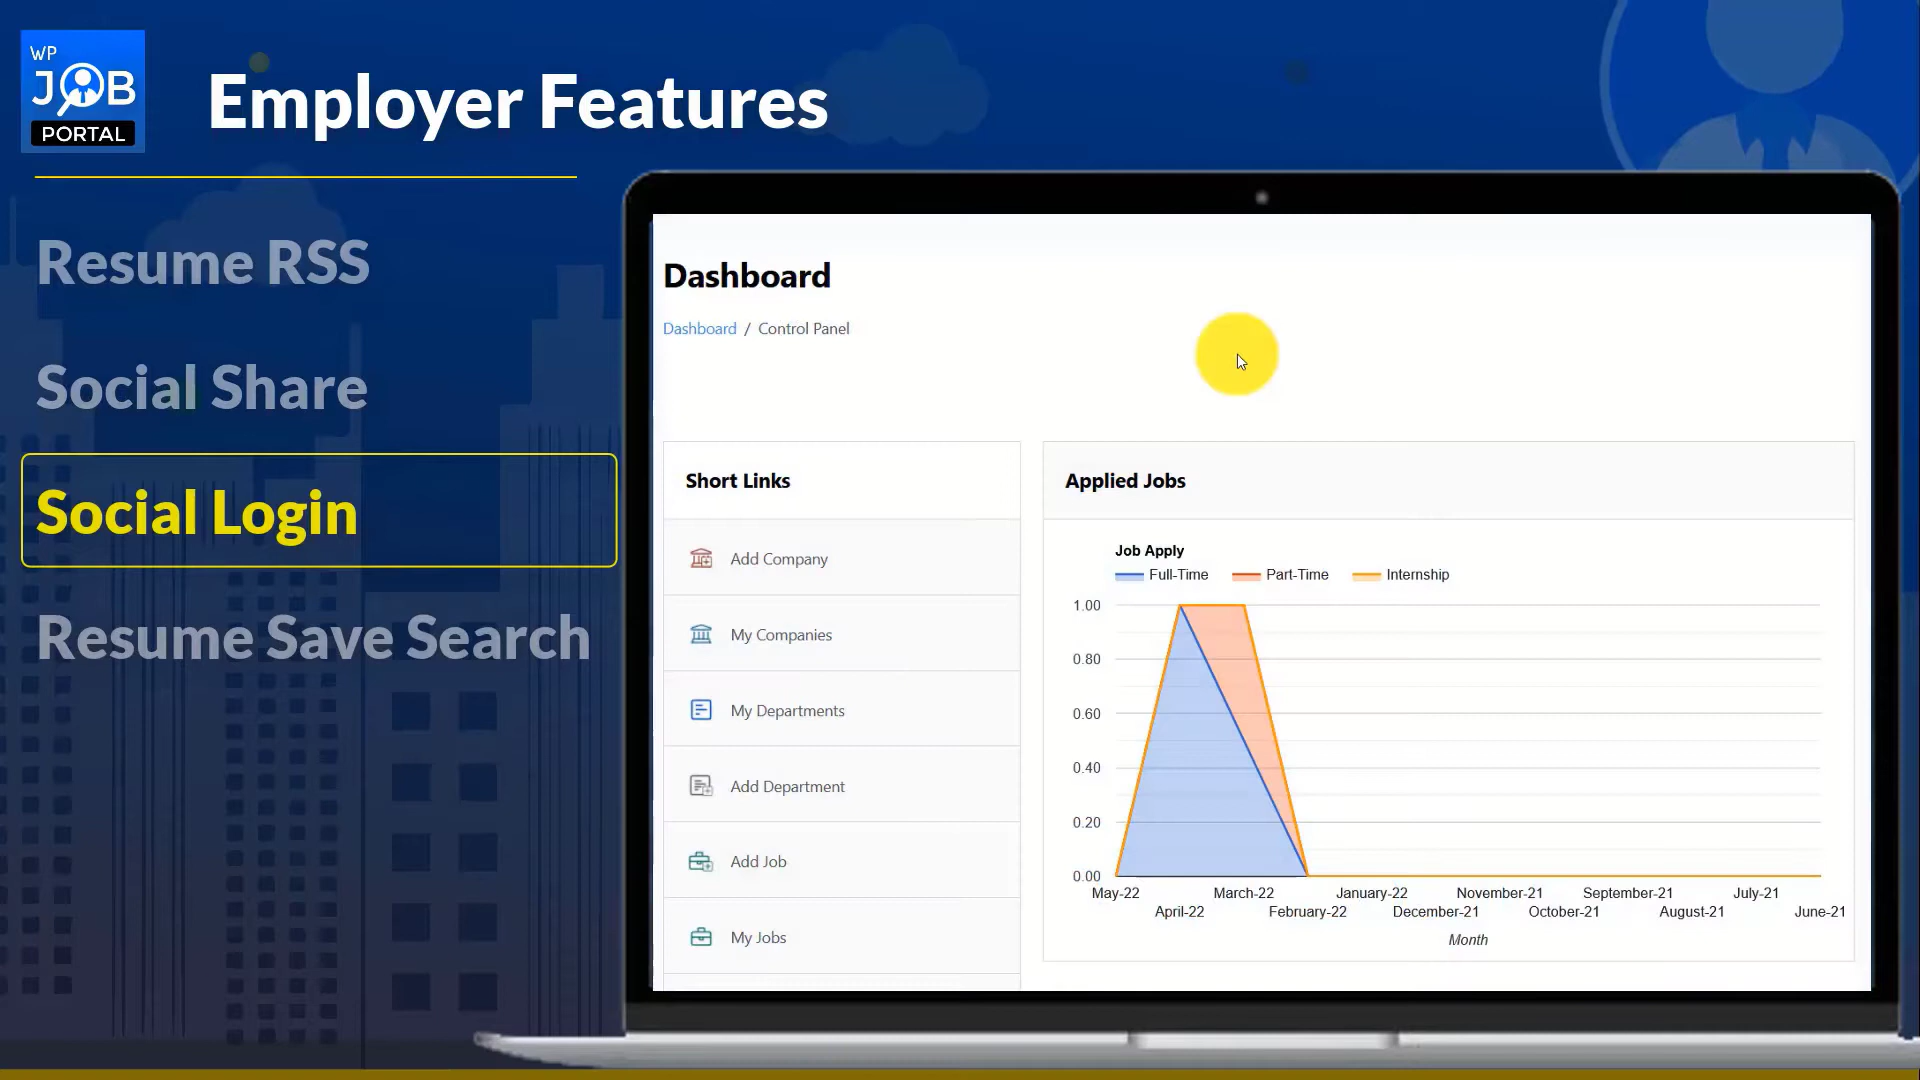 WP
JOB
PORTAL
Employer Features
Resume RSS
Social Share
Social Login
Resume Save Search
Dashboard
Dashboard / Control Panel
Short Links
Add Company
My Companies
My Departments
Add Department
Add Job
My Jobs
Applied Jobs
Job Apply
Full-Time Part-Time Internship
1.00
0.80
0.60
0.40
0.20
0.00
May-22 March-22 January-22 November-21 September-21 July-21
April-22 February-22 December-21 October-21 August-21 June-21
Month